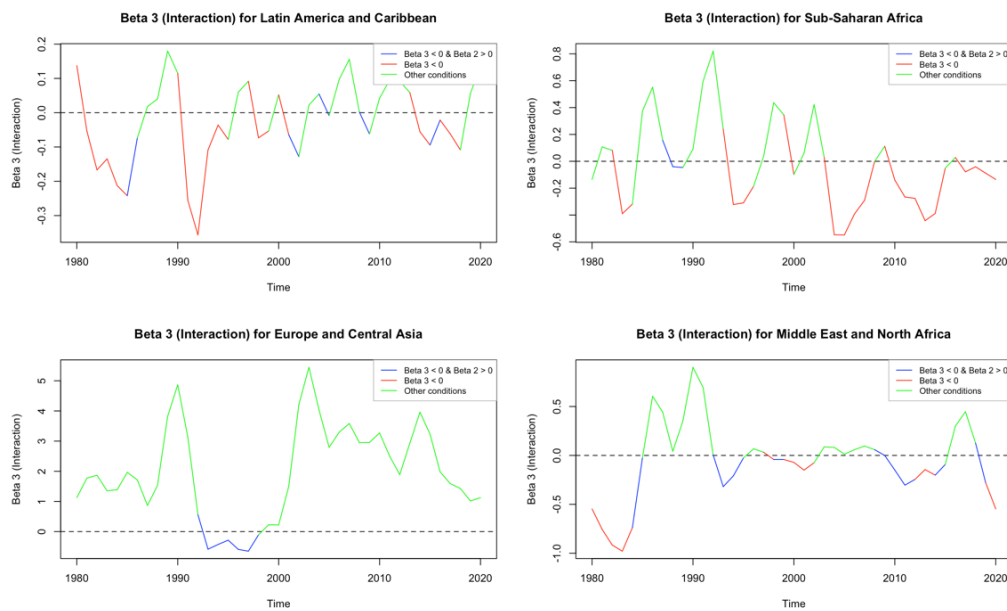 Beta 3 (Interaction) for Latin America and Caribbean
Beta 3 (Interaction)
0.2
0.1
0.0
-0.1
-0.2
-0.3
Beta 3 < 0 & Beta 2 > 0
Beta 3 < 0
Other conditions
1980
1990
2000
2010
2020
Time
Beta 3 (Interaction) for Sub-Saharan Africa
Beta 3 (Interaction)
0.8
0.4
0.0
-0.2
-0.6
Beta 3 < 0 & Beta 2 > 0
Beta 3 < 0
Other conditions
1980
1990
2000
2010
2020
Time
Beta 3 (Interaction) for Europe and Central Asia
Beta 3 (Interaction)
5
4
3
2
1
0
Beta 3 < 0 & Beta 2 > 0
Beta 3 < 0
Other conditions
1980
1990
2000
2010
2020
Time
Beta 3 (Interaction) for Middle East and North Africa
Beta 3 (Interaction)
0.5
0.0
-0.5
-1.0
Beta 3 < 0 & Beta 2 > 0
Beta 3 < 0
Other conditions
1980
1990
2000
2010
2020
Time